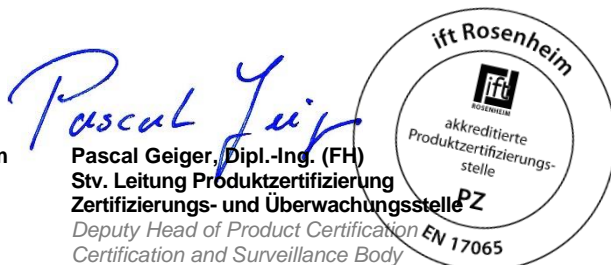 Pascal Geiger
ift Rosenheim
ift
ROSENHEIM
akkreditierte
Produktzertifizierungs-
stelle
PZ
EN 17065
Pascal Geiger, Dipl.-Ing. (FH)
Stv. Leitung Produktzertifizierung
Zertifizierungs- und Überwachungsstelle
Deputy Head of Product Certification
Certification and Surveillance Body